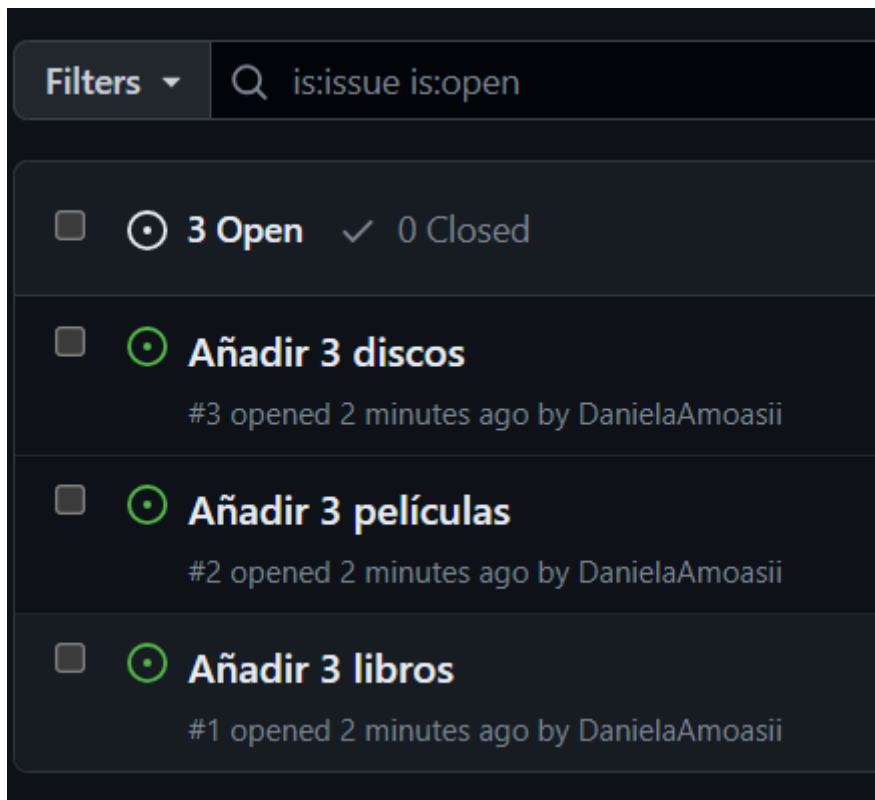 Filters is:issue is:open
3 Open 0 Closed
Añadir 3 discos
#3 opened 2 minutes ago by DanielaAmoasii
Añadir 3 películas
#2 opened 2 minutes ago by DanielaAmoasii
Añadir 3 libros
#1 opened 2 minutes ago by DanielaAmoasii